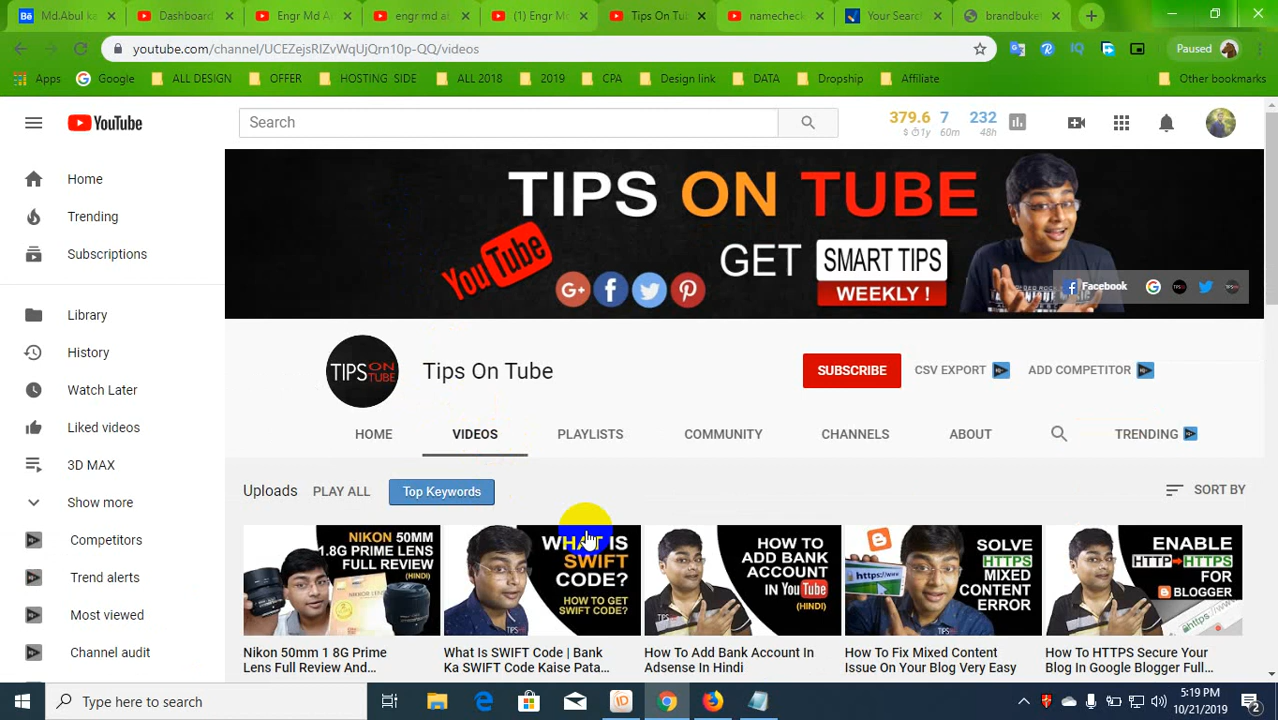 Md.Abul ka
Dashboard
Engr Md A
engr md a
(1) Engr M
Tips On Tu
namecheck
Your Sear
brandbuket
youtube.com/channel/UCEZejsRIZvWqUjQrn10p-QQ/videos
Paused
Apps
Google
ALL DESIGN
OFFER
HOSTING SIDE
ALL 2018
2019
CPA
Design link
DATA
Dropship
Affiliate
Other bookmarks
YouTube
Search
379.6 7 232
$ ⏱1y 60m 48h
TIPS ON TUBE
YouTube
GET SMART TIPS
WEEKLY !
Facebook
Home
Trending
Subscriptions
Library
History
Watch Later
Liked videos
3D MAX
Show more
Competitors
Trend alerts
Most viewed
Channel audit
TIPS ON
TUBE
Tips On Tube
SUBSCRIBE
CSV EXPORT
ADD COMPETITOR
HOME
VIDEOS
PLAYLISTS
COMMUNITY
CHANNELS
ABOUT
TRENDING
Uploads
PLAY ALL
Top Keywords
SORT BY
NIKON 50MM
1.8G PRIME LENS
FULL REVIEW
(HINDI)
WHAT IS
SWIFT
CODE?
HOW TO GET
SWIFT CODE?
HOW TO
ADD BANK
ACCOUNT
IN YouTube
(HINDI)
SOLVE
HTTPS
MIXED
CONTENT
ERROR
ENABLE
HTTP➔HTTPS
FOR
BLOGGER
Nikon 50mm 1 8G Prime
Lens Full Review And...
What Is SWIFT Code | Bank
Ka SWIFT Code Kaise Pata...
How To Add Bank Account In
Adsense In Hindi
How To Fix Mixed Content
Issue On Your Blog Very Easy
How To HTTPS Secure Your
Blog In Google Blogger Full...
Type here to search
5:19 PM
10/21/2019
2